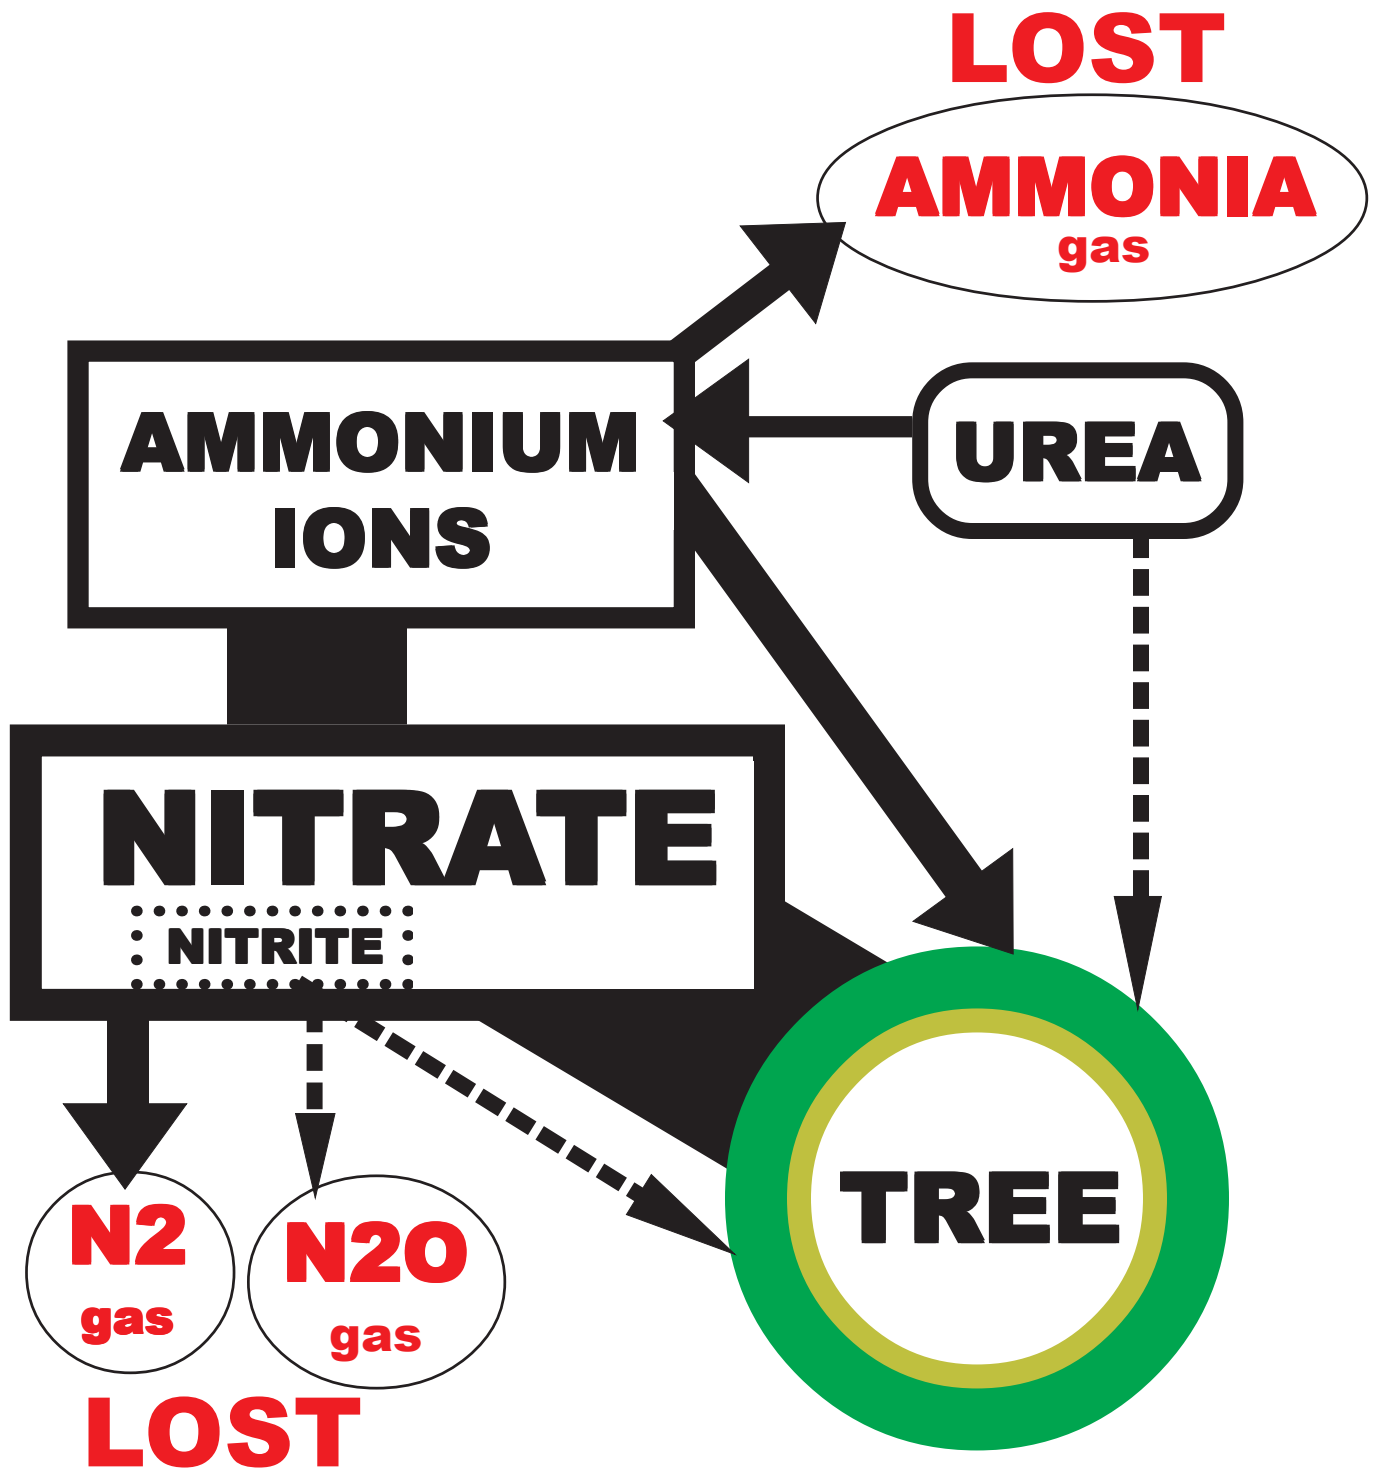 LOST
AMMONIA
gas
AMMONIUM
IONS
UREA
NITRATE
NITRITE
TREE
N2
gas
N2O
gas
LOST